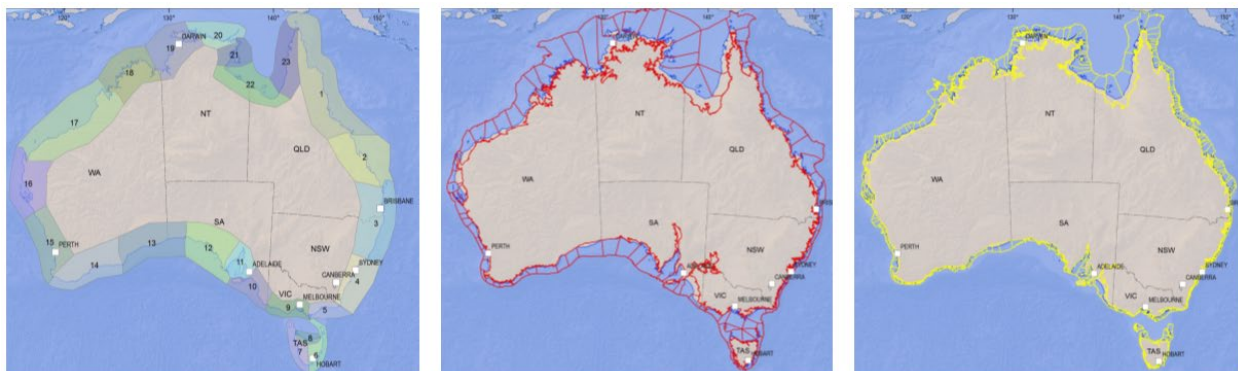 130° 140° 150°
DARWIN
20
19
21
23
18
22
1
NT
17
2
QLD
WA
16
BRISBANE
SA
3
15
PERTH
13
12
NSW
14
11
ADELAIDE
SYDNEY
CANBERRA
4
10
VIC
MELBOURNE
9
5
TAS
8
7
6
HOBART
DARWIN
NT
QLD
WA
SA
NSW
PERTH
SYDNEY
CANBERRA
VIC
MELBOURNE
TAS
HOBART
DARWIN
NT
QLD
WA
SA
NSW
PERTH
ADELAIDE
SYDNEY
CANBERRA
VIC
MELBOURNE
TAS
HOBART